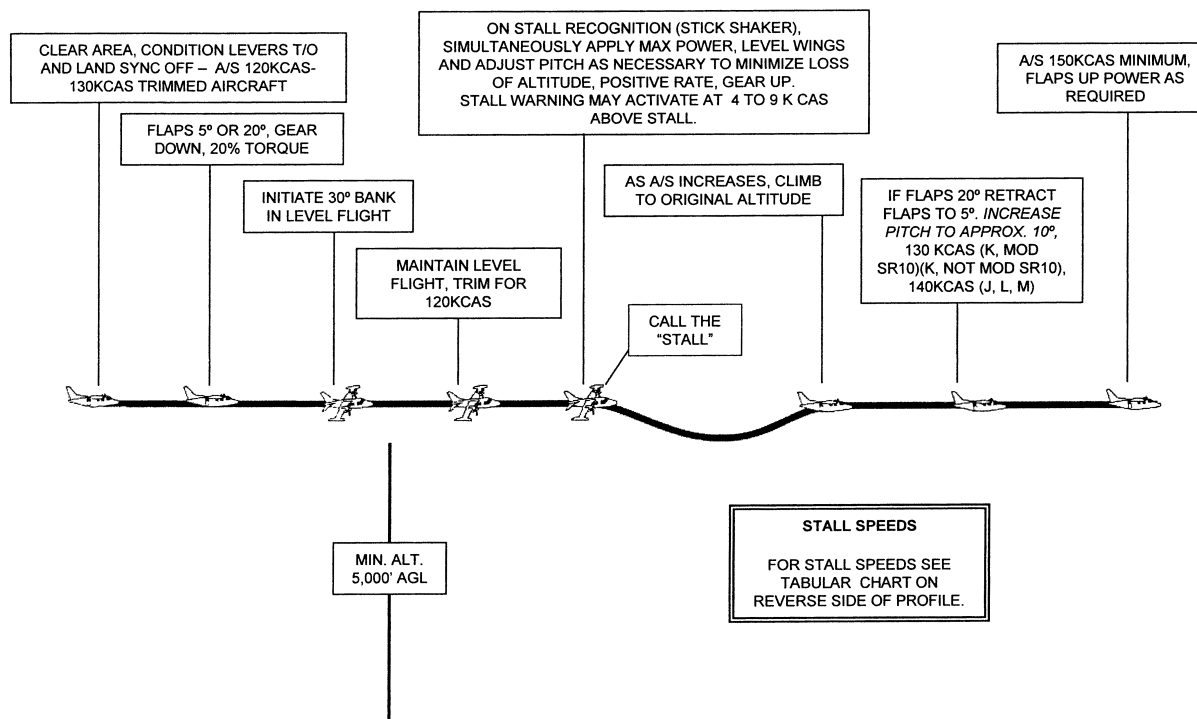 CLEAR AREA, CONDITION LEVERS T/O
AND LAND SYNC OFF – A/S 120KCAS-
130KCAS TRIMMED AIRCRAFT
FLAPS 5º OR 20º, GEAR
DOWN, 20% TORQUE
INITIATE 30º BANK
IN LEVEL FLIGHT
MAINTAIN LEVEL
FLIGHT, TRIM FOR
120KCAS
ON STALL RECOGNITION (STICK SHAKER),
SIMULTANEOUSLY APPLY MAX POWER, LEVEL WINGS
AND ADJUST PITCH AS NECESSARY TO MINIMIZE LOSS
OF ALTITUDE, POSITIVE RATE, GEAR UP.
STALL WARNING MAY ACTIVATE AT 4 TO 9 K CAS
ABOVE STALL.
CALL THE
“STALL”
AS A/S INCREASES, CLIMB
TO ORIGINAL ALTITUDE
IF FLAPS 20º RETRACT
FLAPS TO 5º. INCREASE
PITCH TO APPROX. 10º,
130 KCAS (K, MOD
SR10)(K, NOT MOD SR10),
140KCAS (J, L, M)
A/S 150KCAS MINIMUM,
FLAPS UP POWER AS
REQUIRED
MIN. ALT.
5,000' AGL
STALL SPEEDS
FOR STALL SPEEDS SEE
TABULAR CHART ON
REVERSE SIDE OF PROFILE.